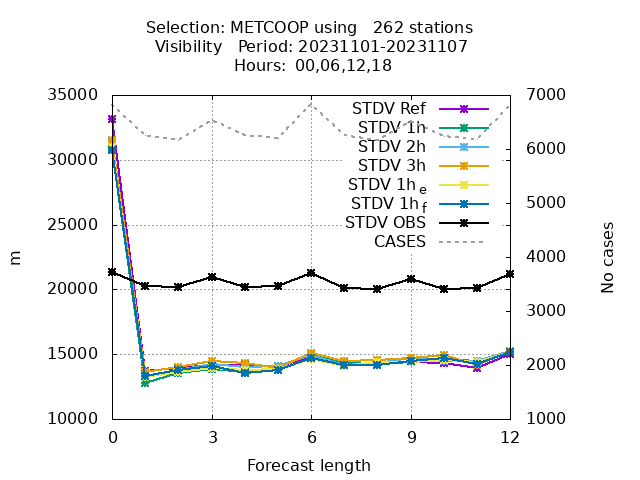 Selection: METCOOP using   262 stations
Visibility   Period: 20231101-20231107
Hours:  00,06,12,18
35000
30000
25000
20000
15000
10000
m
7000
6000
5000
4000
3000
2000
1000
No cases
STDV Ref
STDV 1h
STDV 2h
STDV 3h
STDV 1h e
STDV 1h f
STDV OBS
CASES
0 3 6 9 12
Forecast length